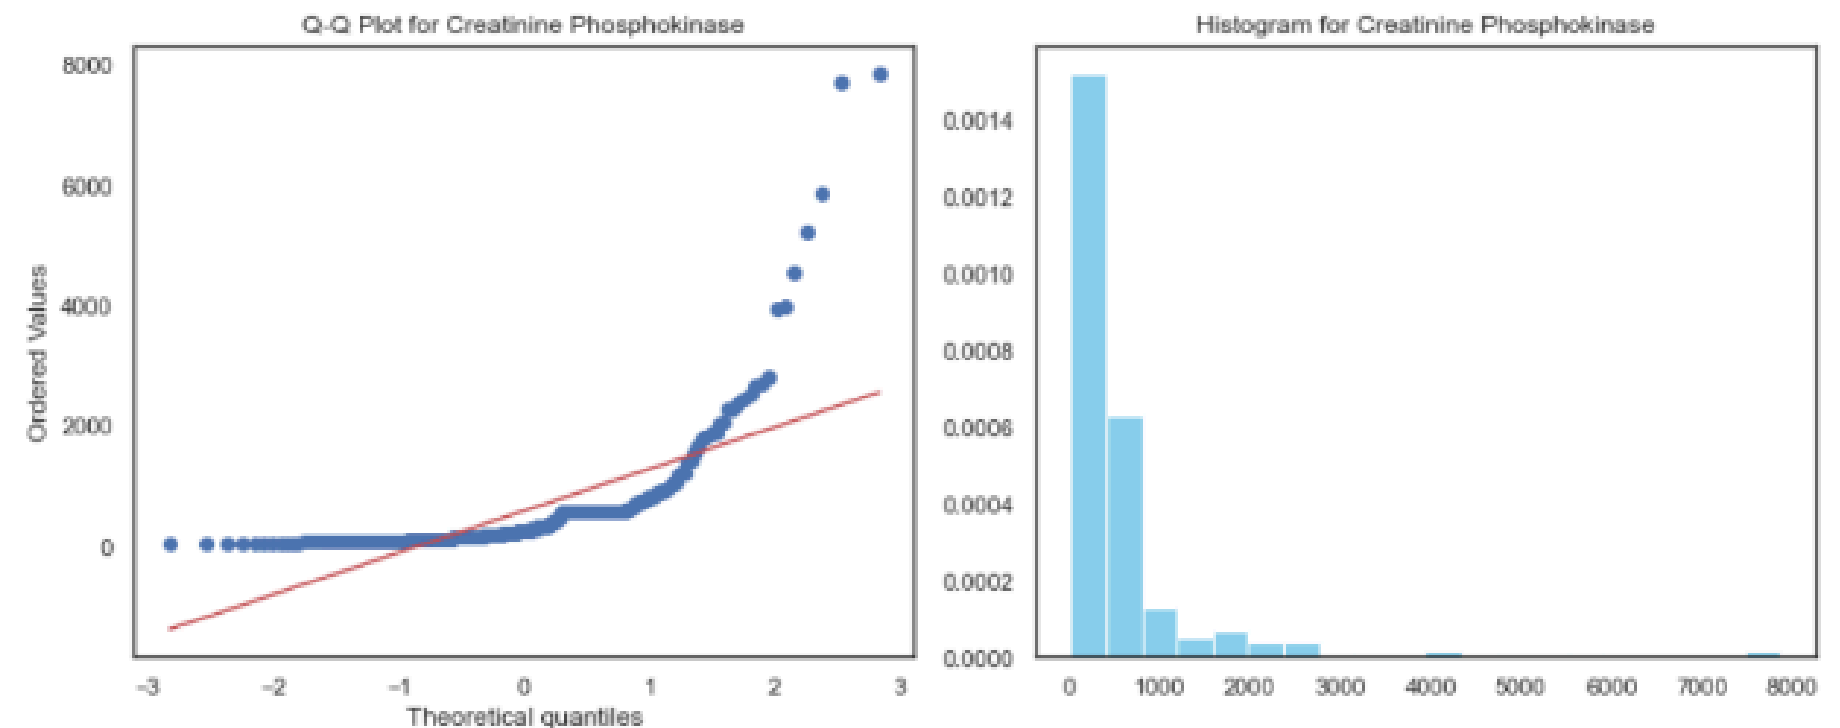 Q-Q Plot for Creatinine Phosphokinase
8000
6000
4000
2000
0
Ordered Values
−3 −2 −1 0 1 2 3
Theoretical quantiles
Histogram for Creatinine Phosphokinase
0.0014
0.0012
0.0010
0.0008
0.0006
0.0004
0.0002
0.0000
0 1000 2000 3000 4000 5000 6000 7000 8000